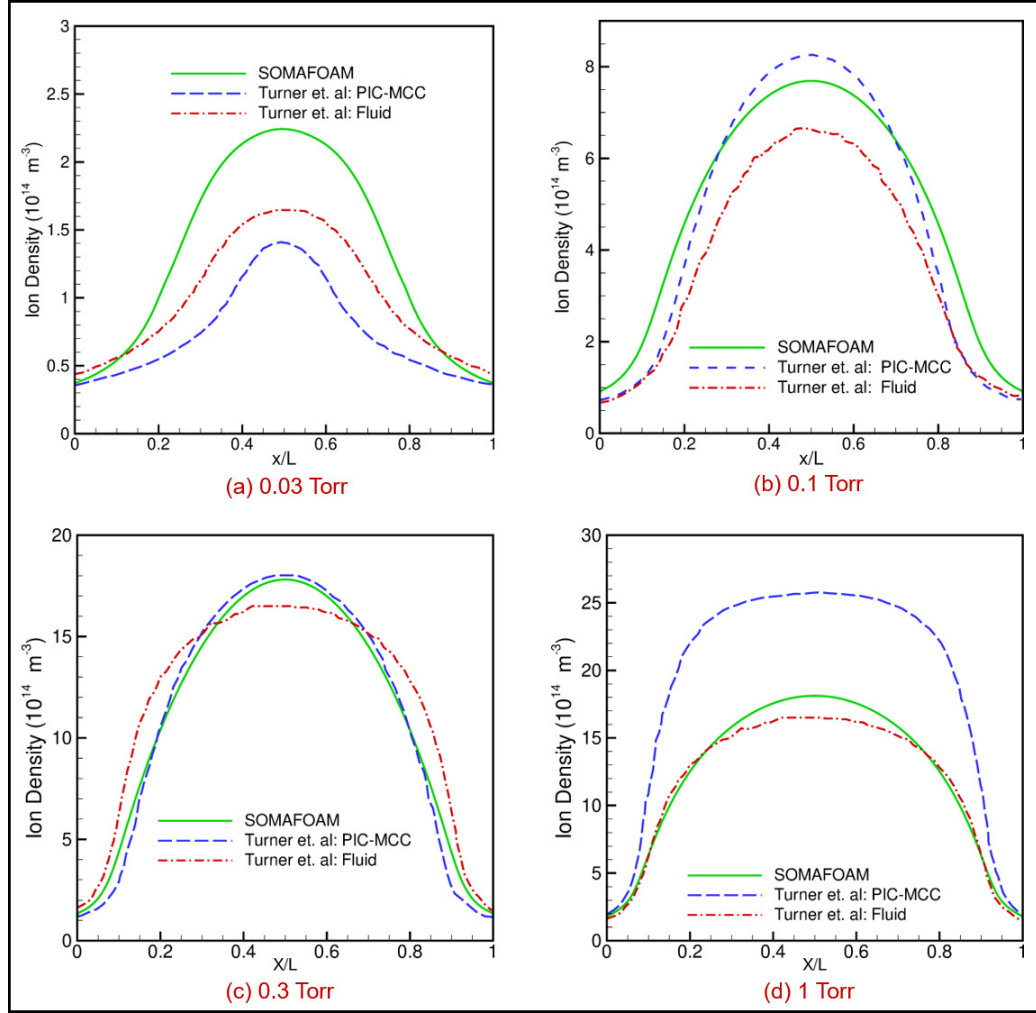 3
2.5
2
1.5
1
0.5
0
Ion Density (10^14 m^-3)
SOMAFOAM
Turner et. al: PIC-MCC
Turner et. al: Fluid
0 0.2 0.4 0.6 0.8 1
x/L
(a) 0.03 Torr
8
6
4
2
0
Ion Density (10^14 m^-3)
SOMAFOAM
Turner et. al: PIC-MCC
Turner et. al: Fluid
0 0.2 0.4 0.6 0.8 1
x/L
(b) 0.1 Torr
20
15
10
5
0
Ion Density (10^14 m^-3)
SOMAFOAM
Turner et. al: PIC-MCC
Turner et. al: Fluid
0 0.2 0.4 0.6 0.8 1
X/L
(c) 0.3 Torr
30
25
20
15
10
5
0
Ion Density (10^14 m^-3)
SOMAFOAM
Turner et. al: PIC-MCC
Turner et. al: Fluid
0 0.2 0.4 0.6 0.8 1
X/L
(d) 1 Torr